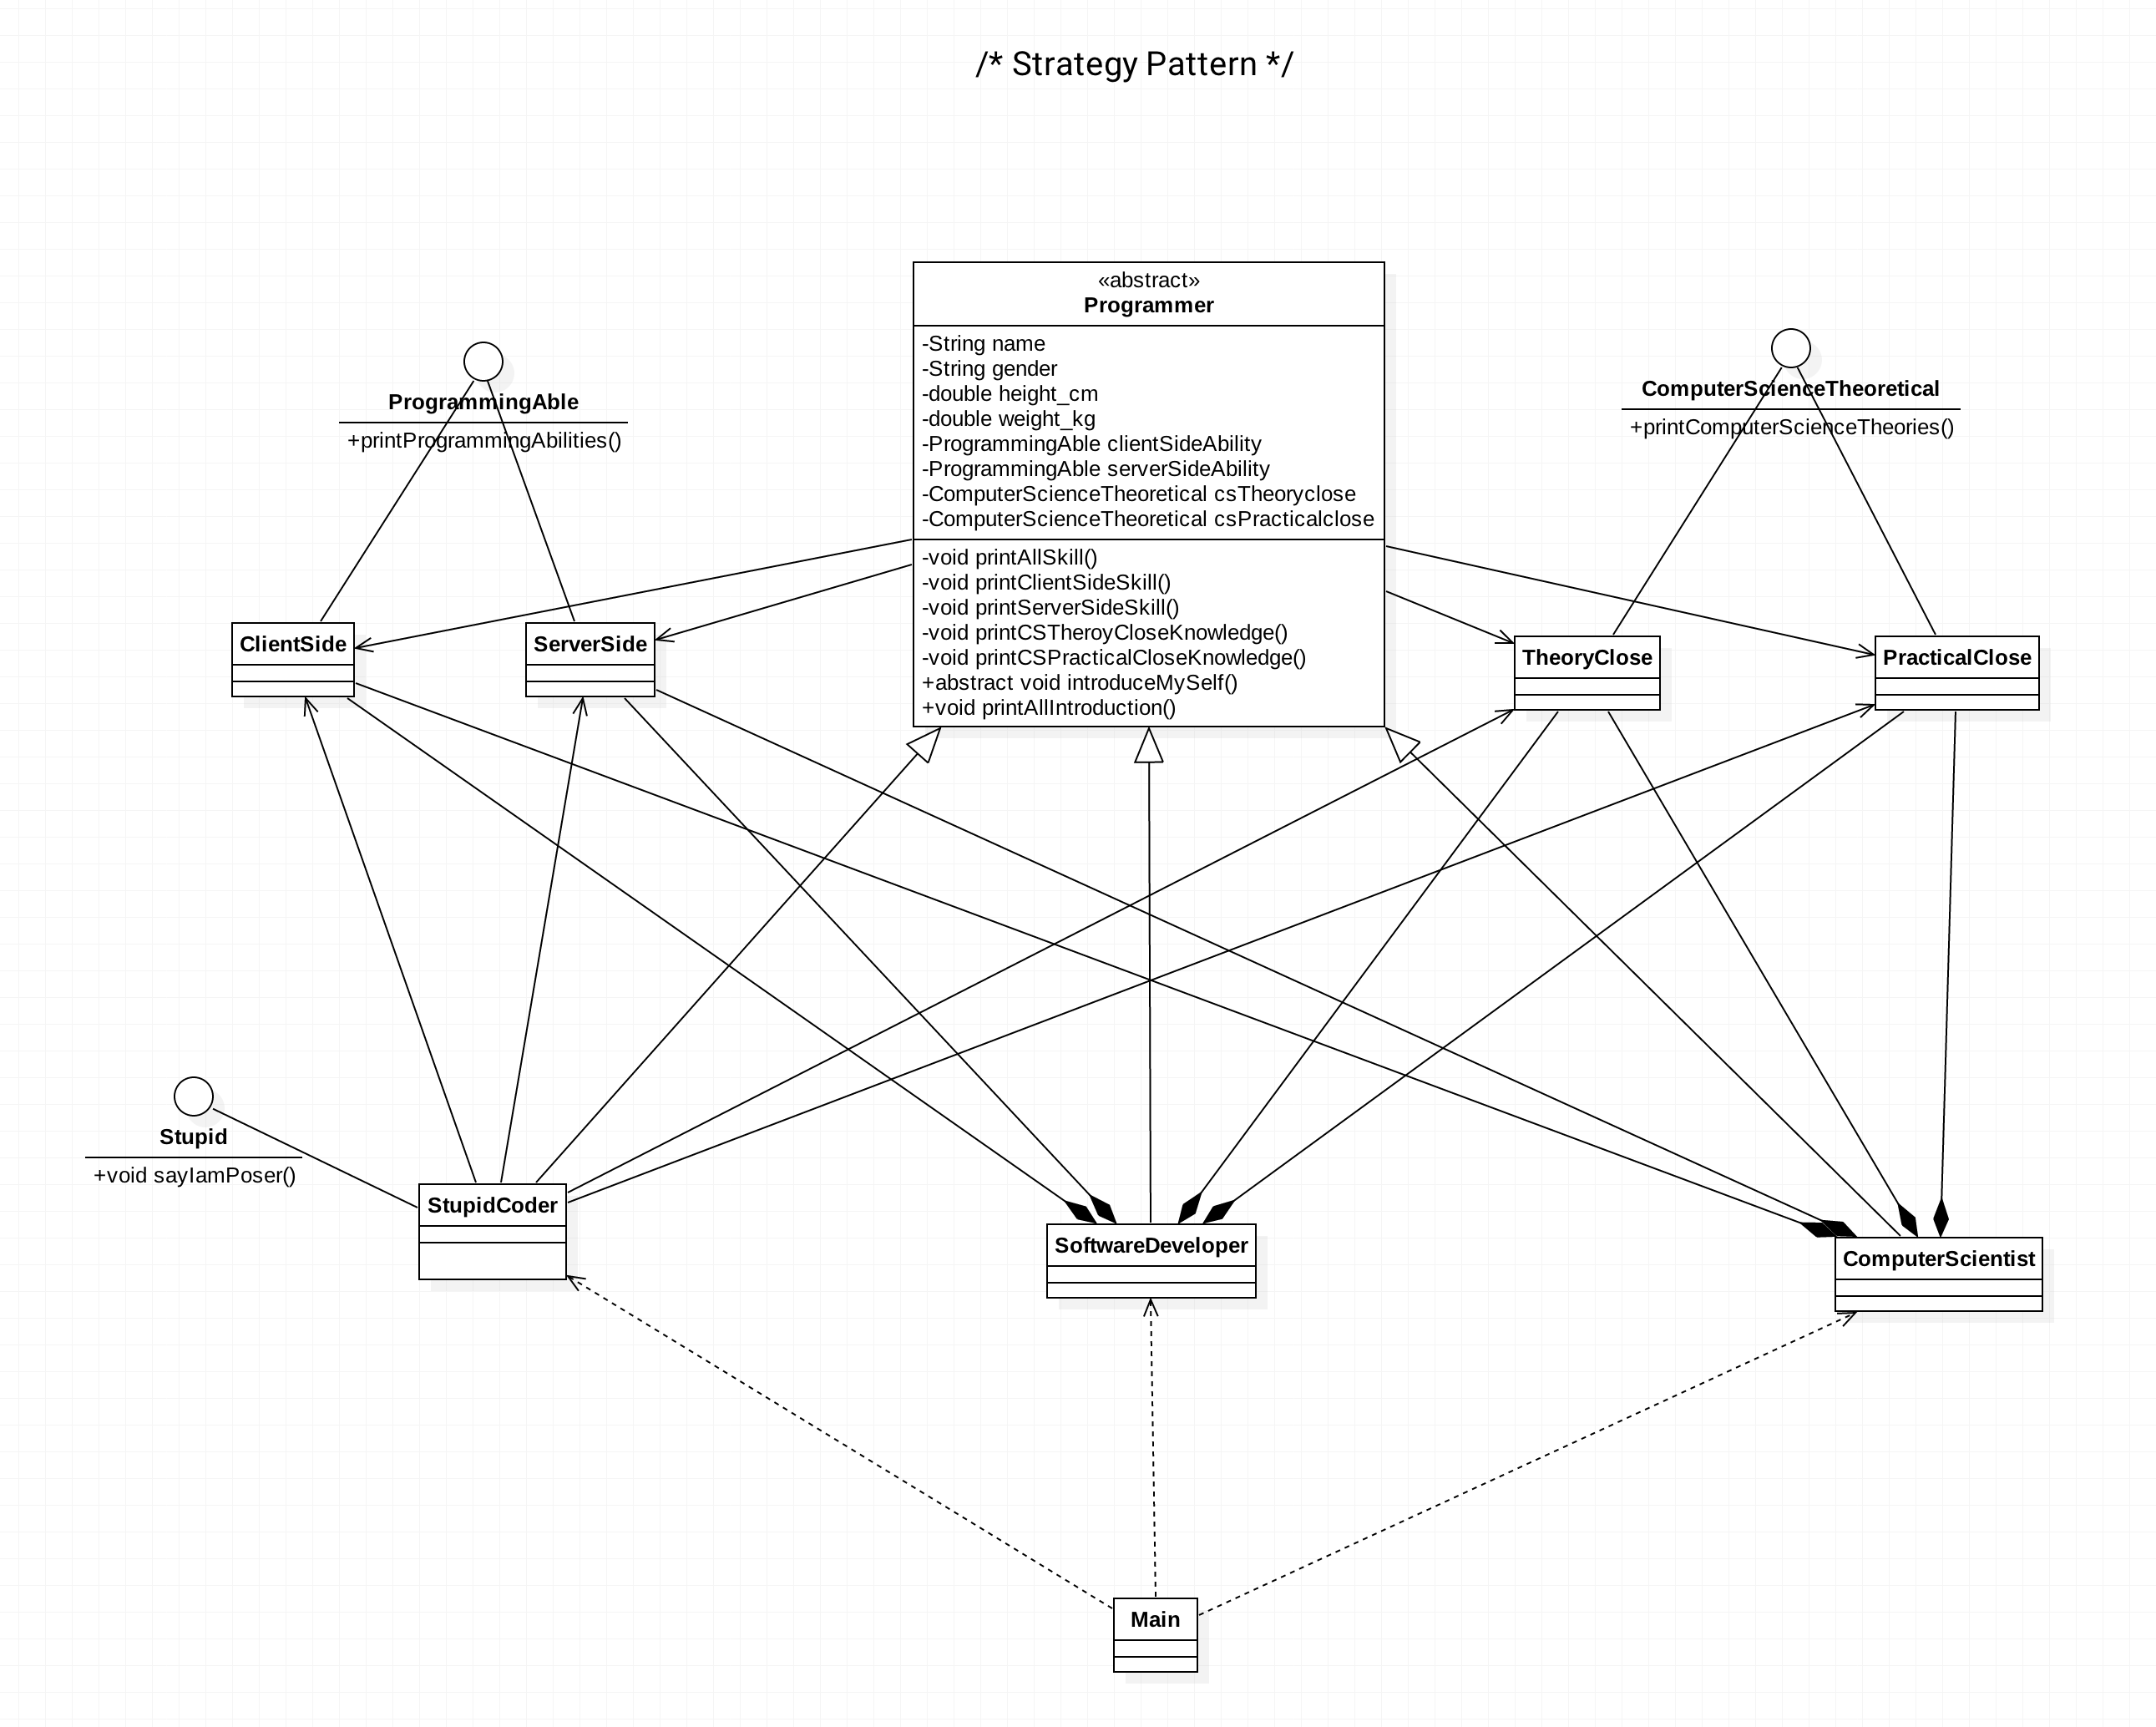 /* Strategy Pattern */
«abstract»
Programmer
-String name
-String gender
-double height_cm
-double weight_kg
-ProgrammingAble clientSideAbility
-ProgrammingAble serverSideAbility
-ComputerScienceTheoretical csTheoryclose
-ComputerScienceTheoretical csPracticalclose
-void printAllSkill()
-void printClientSideSkill()
-void printServerSideSkill()
-void printCSTheroyCloseKnowledge()
-void printCSPracticalCloseKnowledge()
+abstract void introduceMySelf()
+void printAllIntroduction()
ProgrammingAble
+printProgrammingAbilities()
ComputerScienceTheoretical
+printComputerScienceTheories()
ClientSide
ServerSide
TheoryClose
PracticalClose
Stupid
+void sayIamPoser()
StupidCoder
SoftwareDeveloper
ComputerScientist
Main